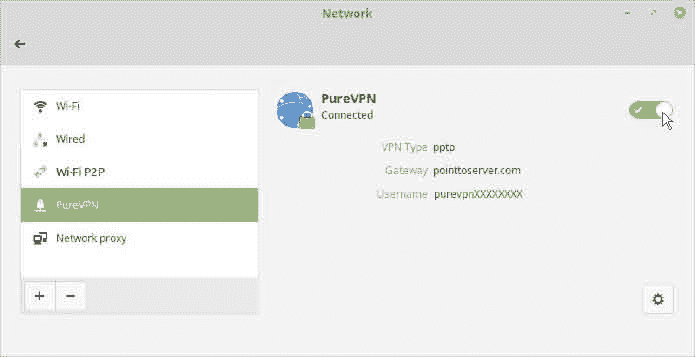 Network
Wi-Fi
Wired
Wi-Fi P2P
PureVPN
Network proxy
PureVPN
Connected
VPN Type pptp
Gateway pointtoserver.com
Username purevpnXXXXXXXX